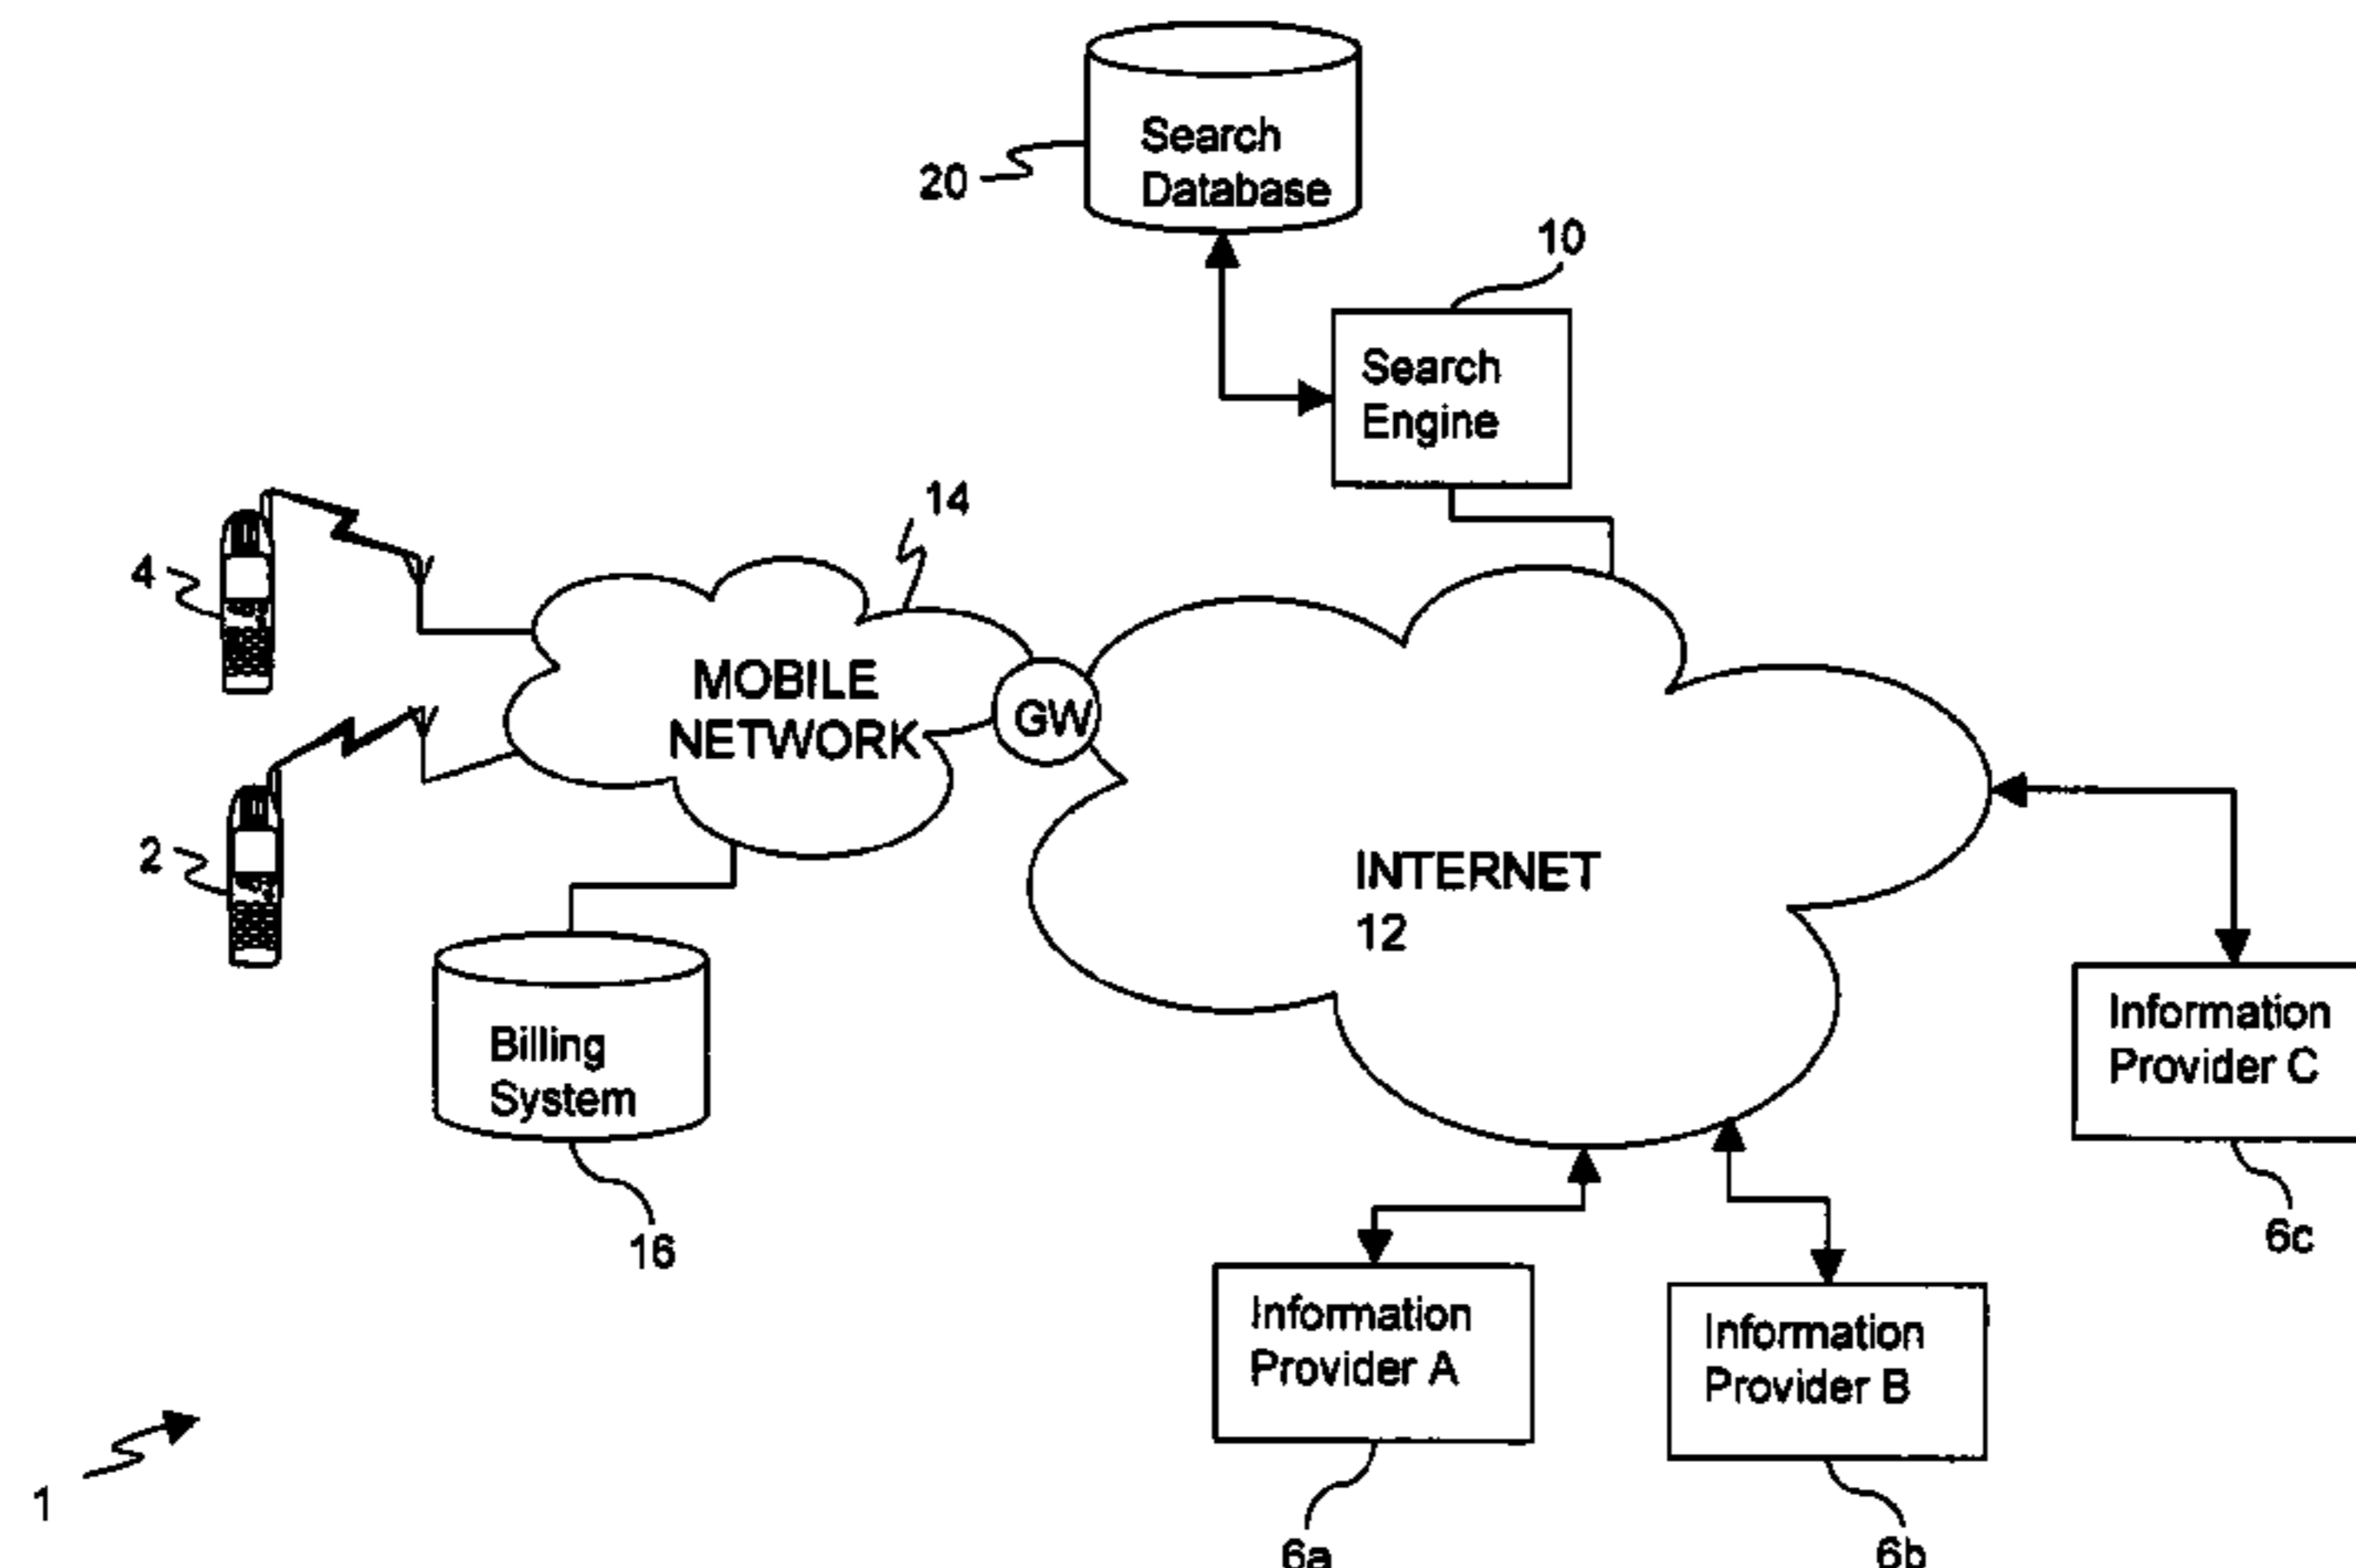 Search
Database
20
10
Search
Engine
14
4
MOBILE
NETWORK
GW
2
INTERNET
12
Billing
System
16
Information
Provider C
6c
Information
Provider A
6a
Information
Provider B
6b
1